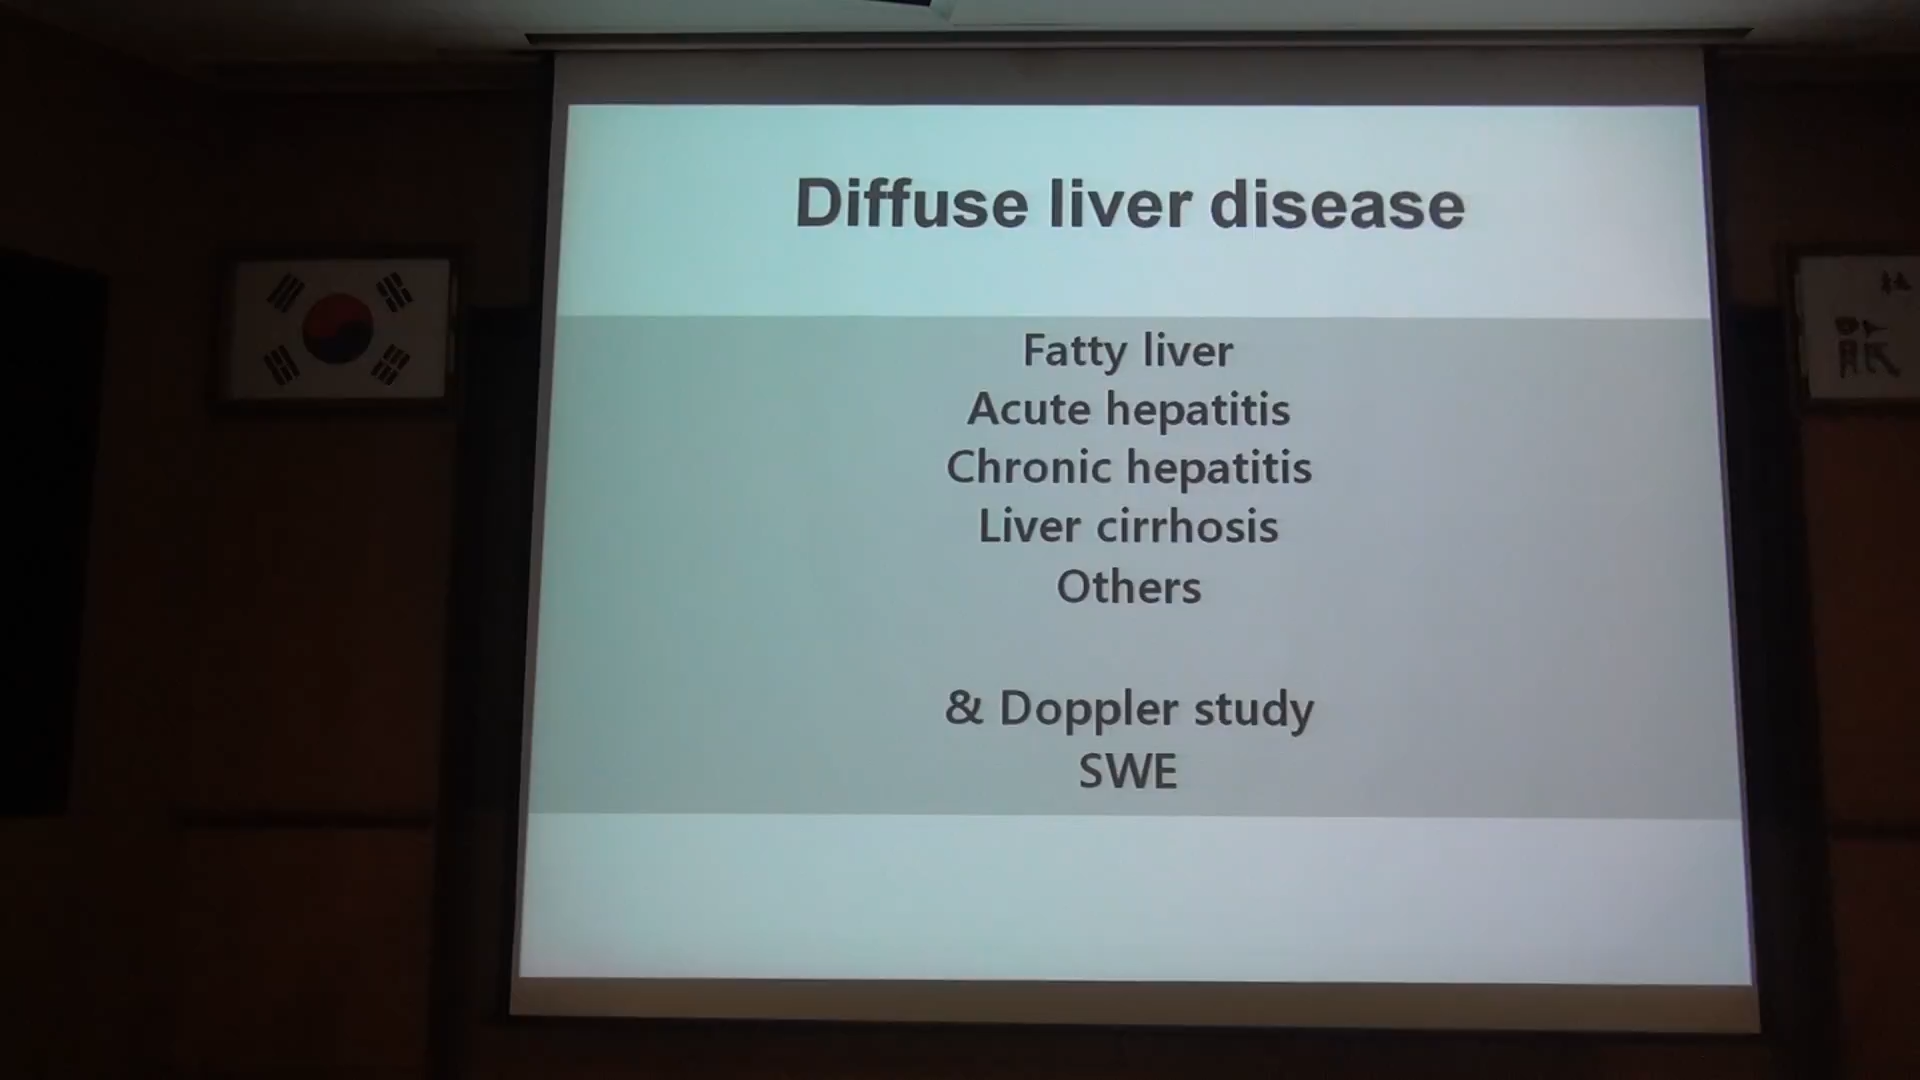 Diffuse liver disease
Fatty liver
Acute hepatitis
Chronic hepatitis
Liver cirrhosis
Others
& Doppler study
SWE